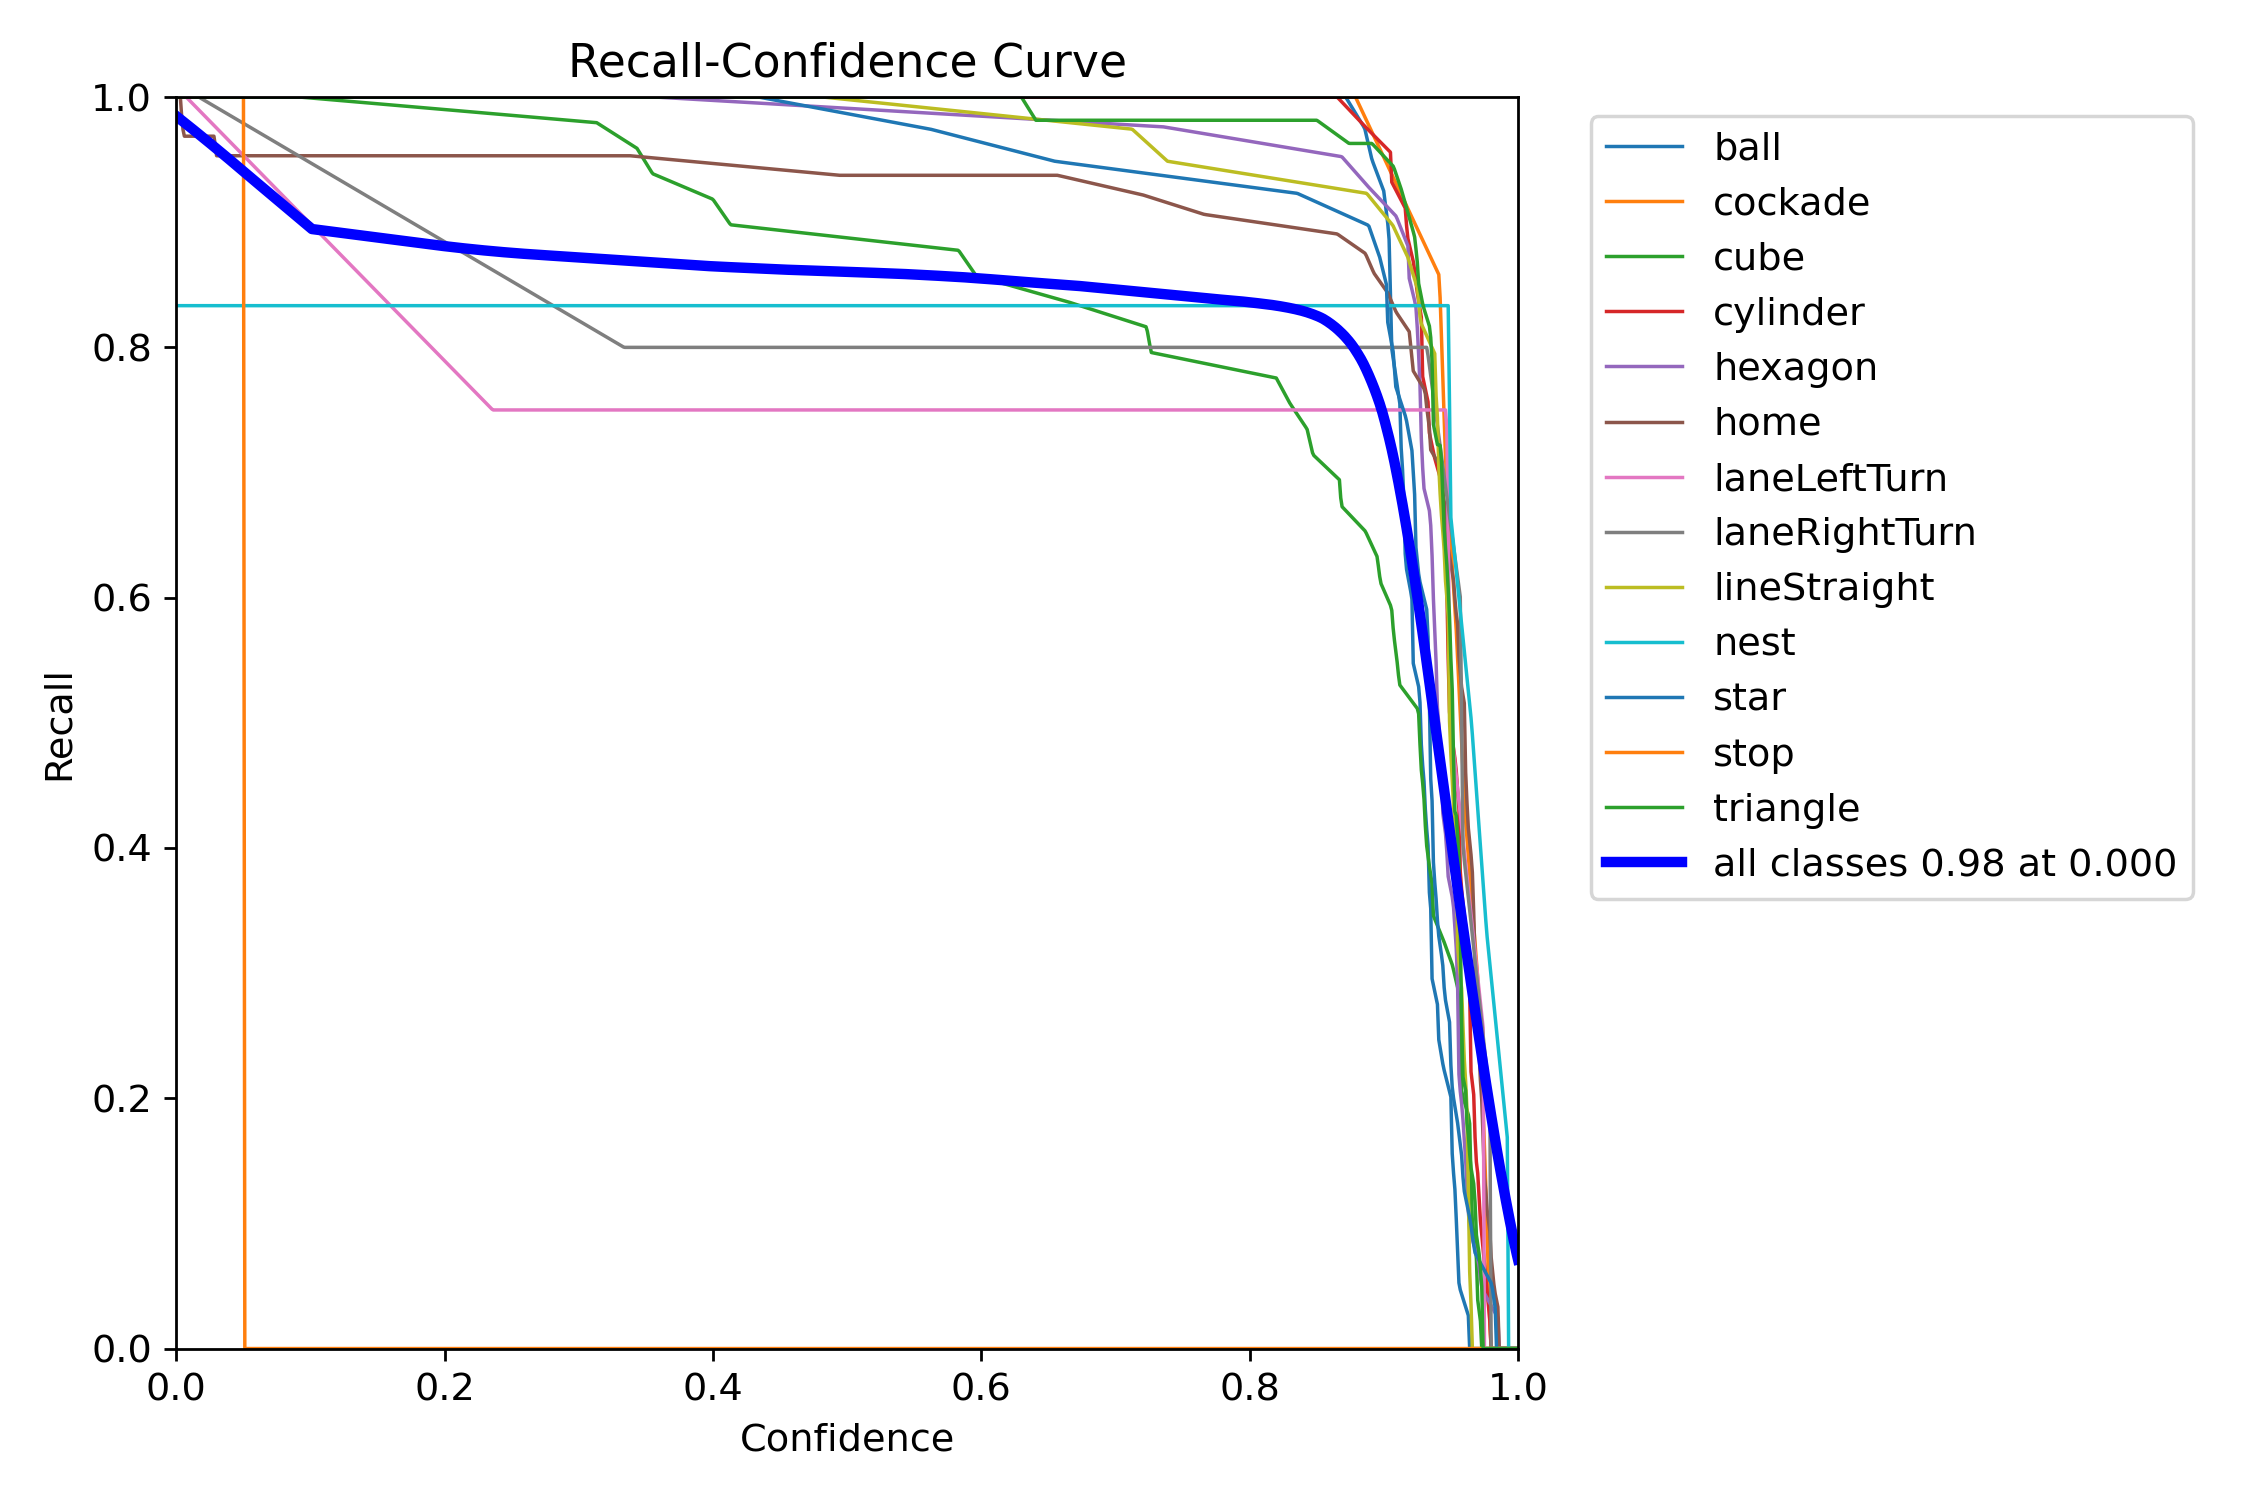 Recall-Confidence Curve
1.0
0.8
0.6
0.4
0.2
0.0
Recall
0.0 0.2 0.4 0.6 0.8 1.0
Confidence
ball
cockade
cube
cylinder
hexagon
home
laneLeftTurn
laneRightTurn
lineStraight
nest
star
stop
triangle
all classes 0.98 at 0.000